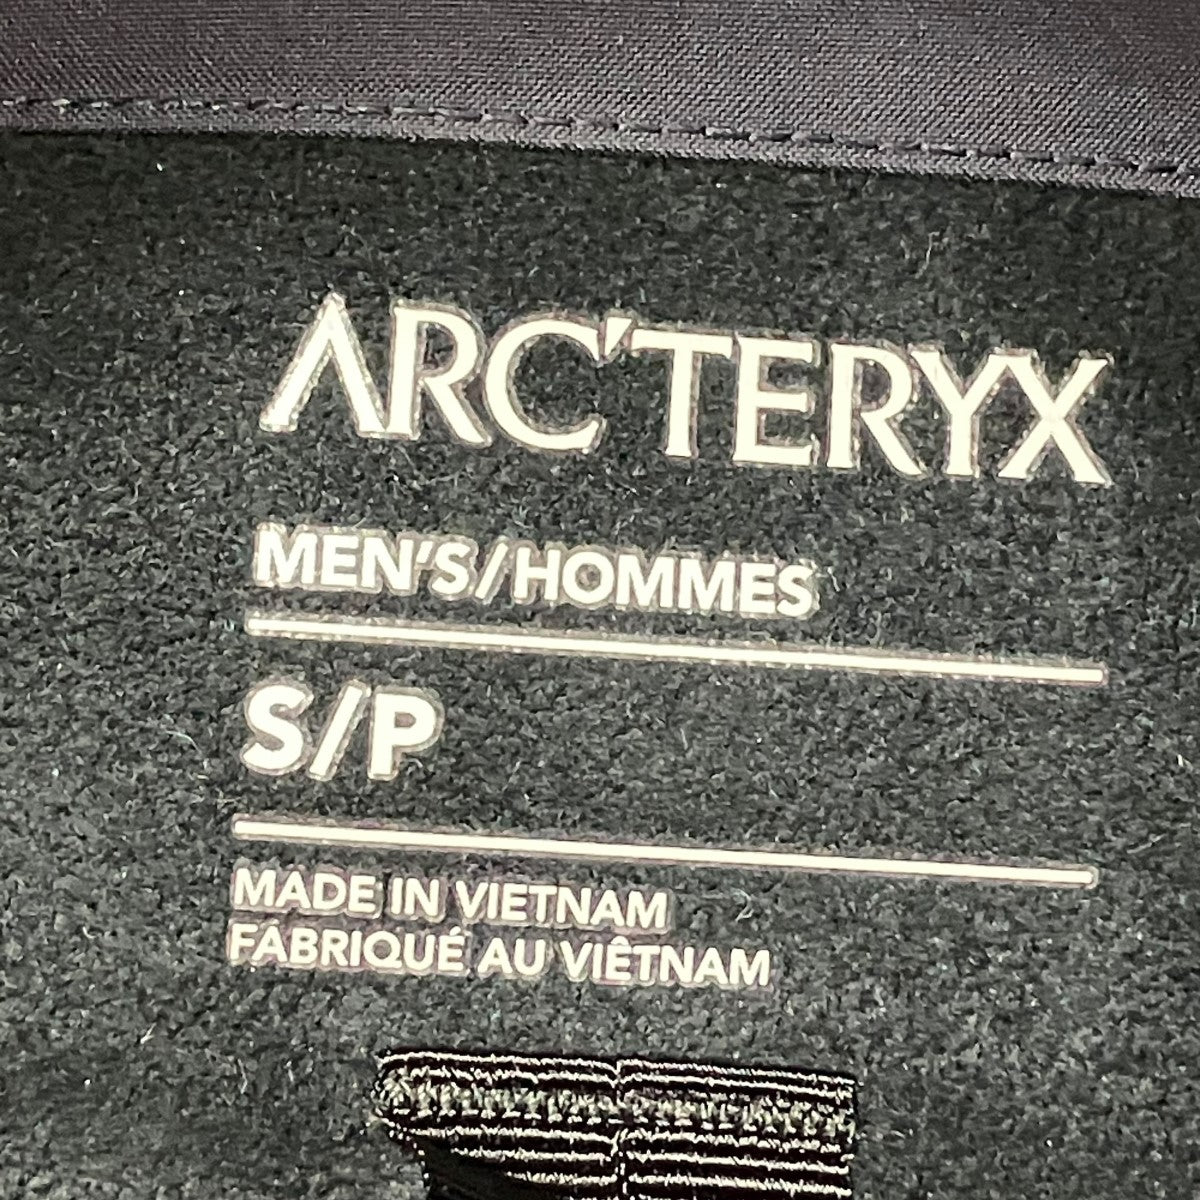 ARC'TERYX
MEN'S/HOMMES
S/P
MADE IN VIETNAM
FABRIQUÉ AU VIÊTNAM